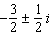 -3/2 ± 1/2 i